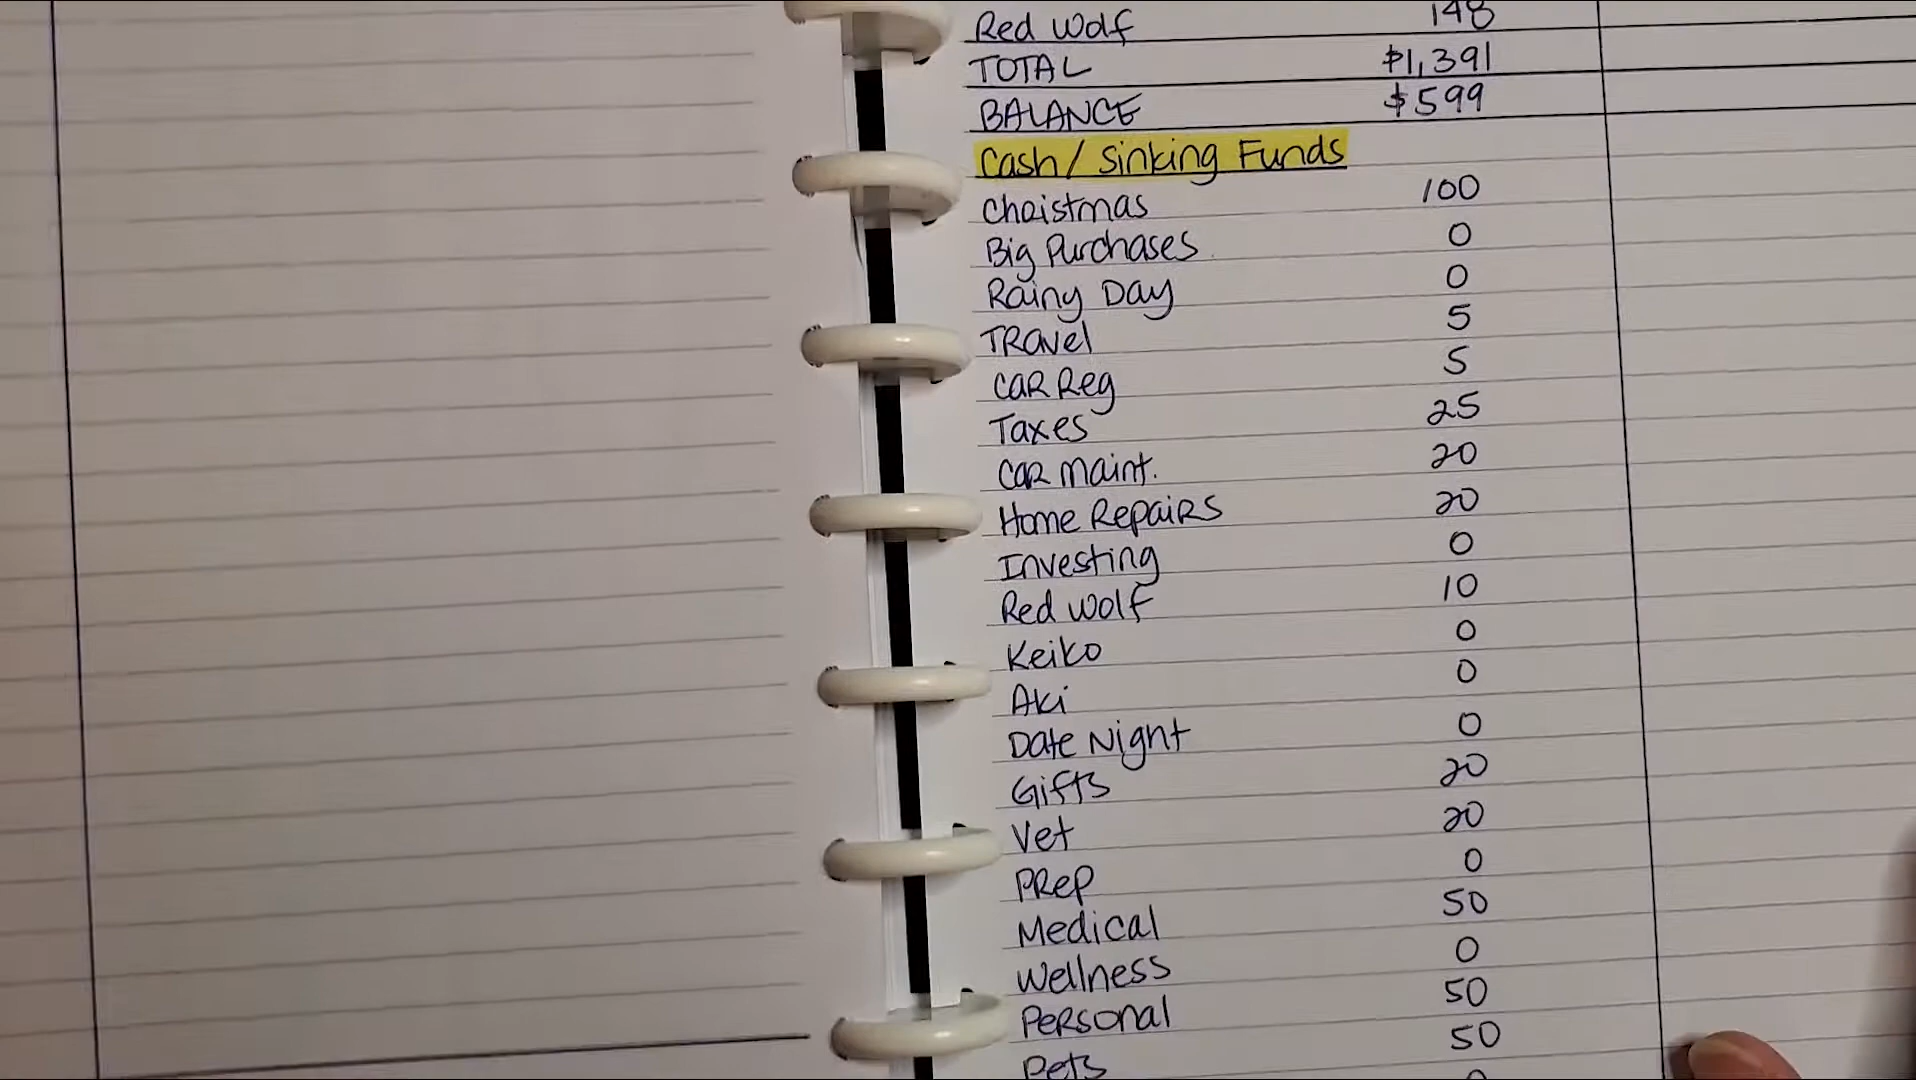 Red Wolf 148
TOTAL $1,391
BALANCE $599
Cash / Sinking Funds
Christmas 100
Big Purchases 0
Rainy Day 0
TRavel 5
CaR Reg 5
Taxes 25
CaR maint. 20
Home RepaiRs 20
Investing 0
Red Wolf 10
Keiko 0
Aki 0
Date Night 0
Gifts 20
Vet 20
PRep 0
Medical 50
Wellness 0
PeRsonal 50
Pets 50